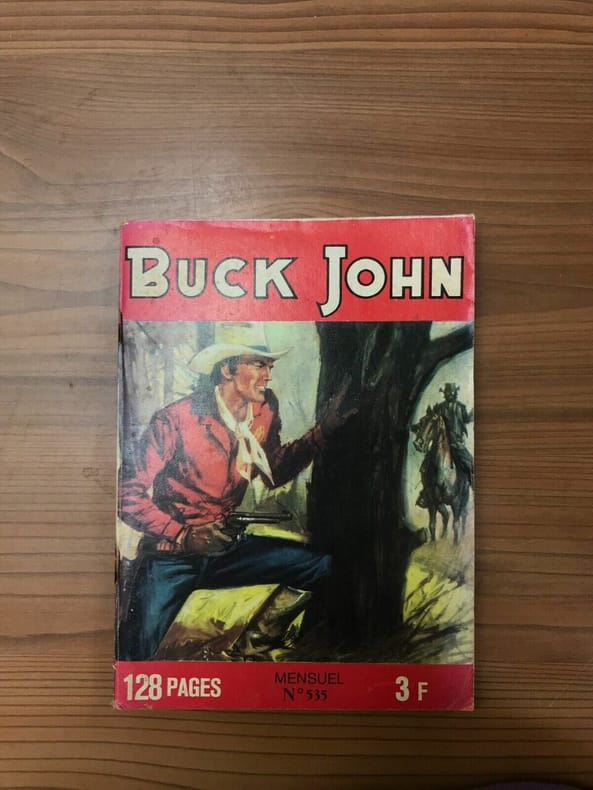 BUCK JOHN
128 PAGES
MENSUEL
N° 535
3 F